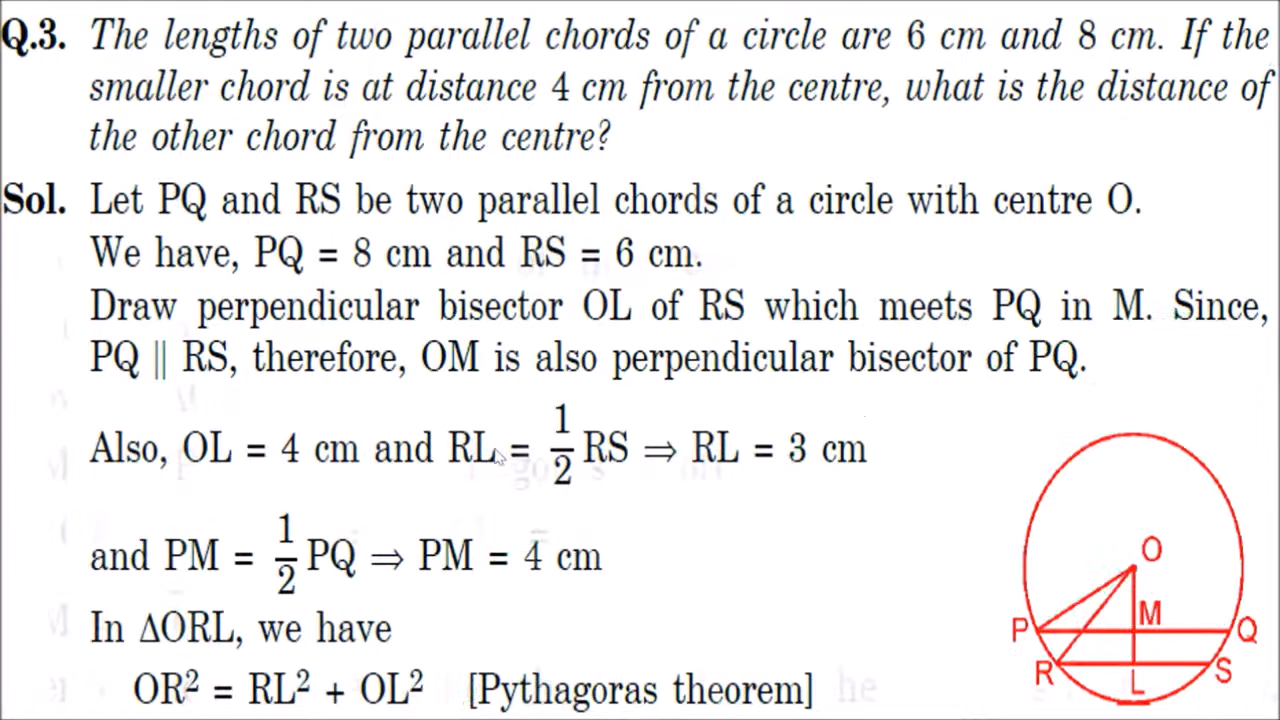 Q.3. The lengths of two parallel chords of a circle are 6 cm and 8 cm. If the
smaller chord is at distance 4 cm from the centre, what is the distance of
the other chord from the centre?
Sol. Let PQ and RS be two parallel chords of a circle with centre O.
We have, PQ = 8 cm and RS = 6 cm.
Draw perpendicular bisector OL of RS which meets PQ in M. Since,
PQ || RS, therefore, OM is also perpendicular bisector of PQ.
Also, OL = 4 cm and RL = 1/2 RS ⇒ RL = 3 cm
and PM = 1/2 PQ ⇒ PM = 4 cm
In ΔORL, we have
OR² = RL² + OL² [Pythagoras theorem]
O
M
P Q
R S
L